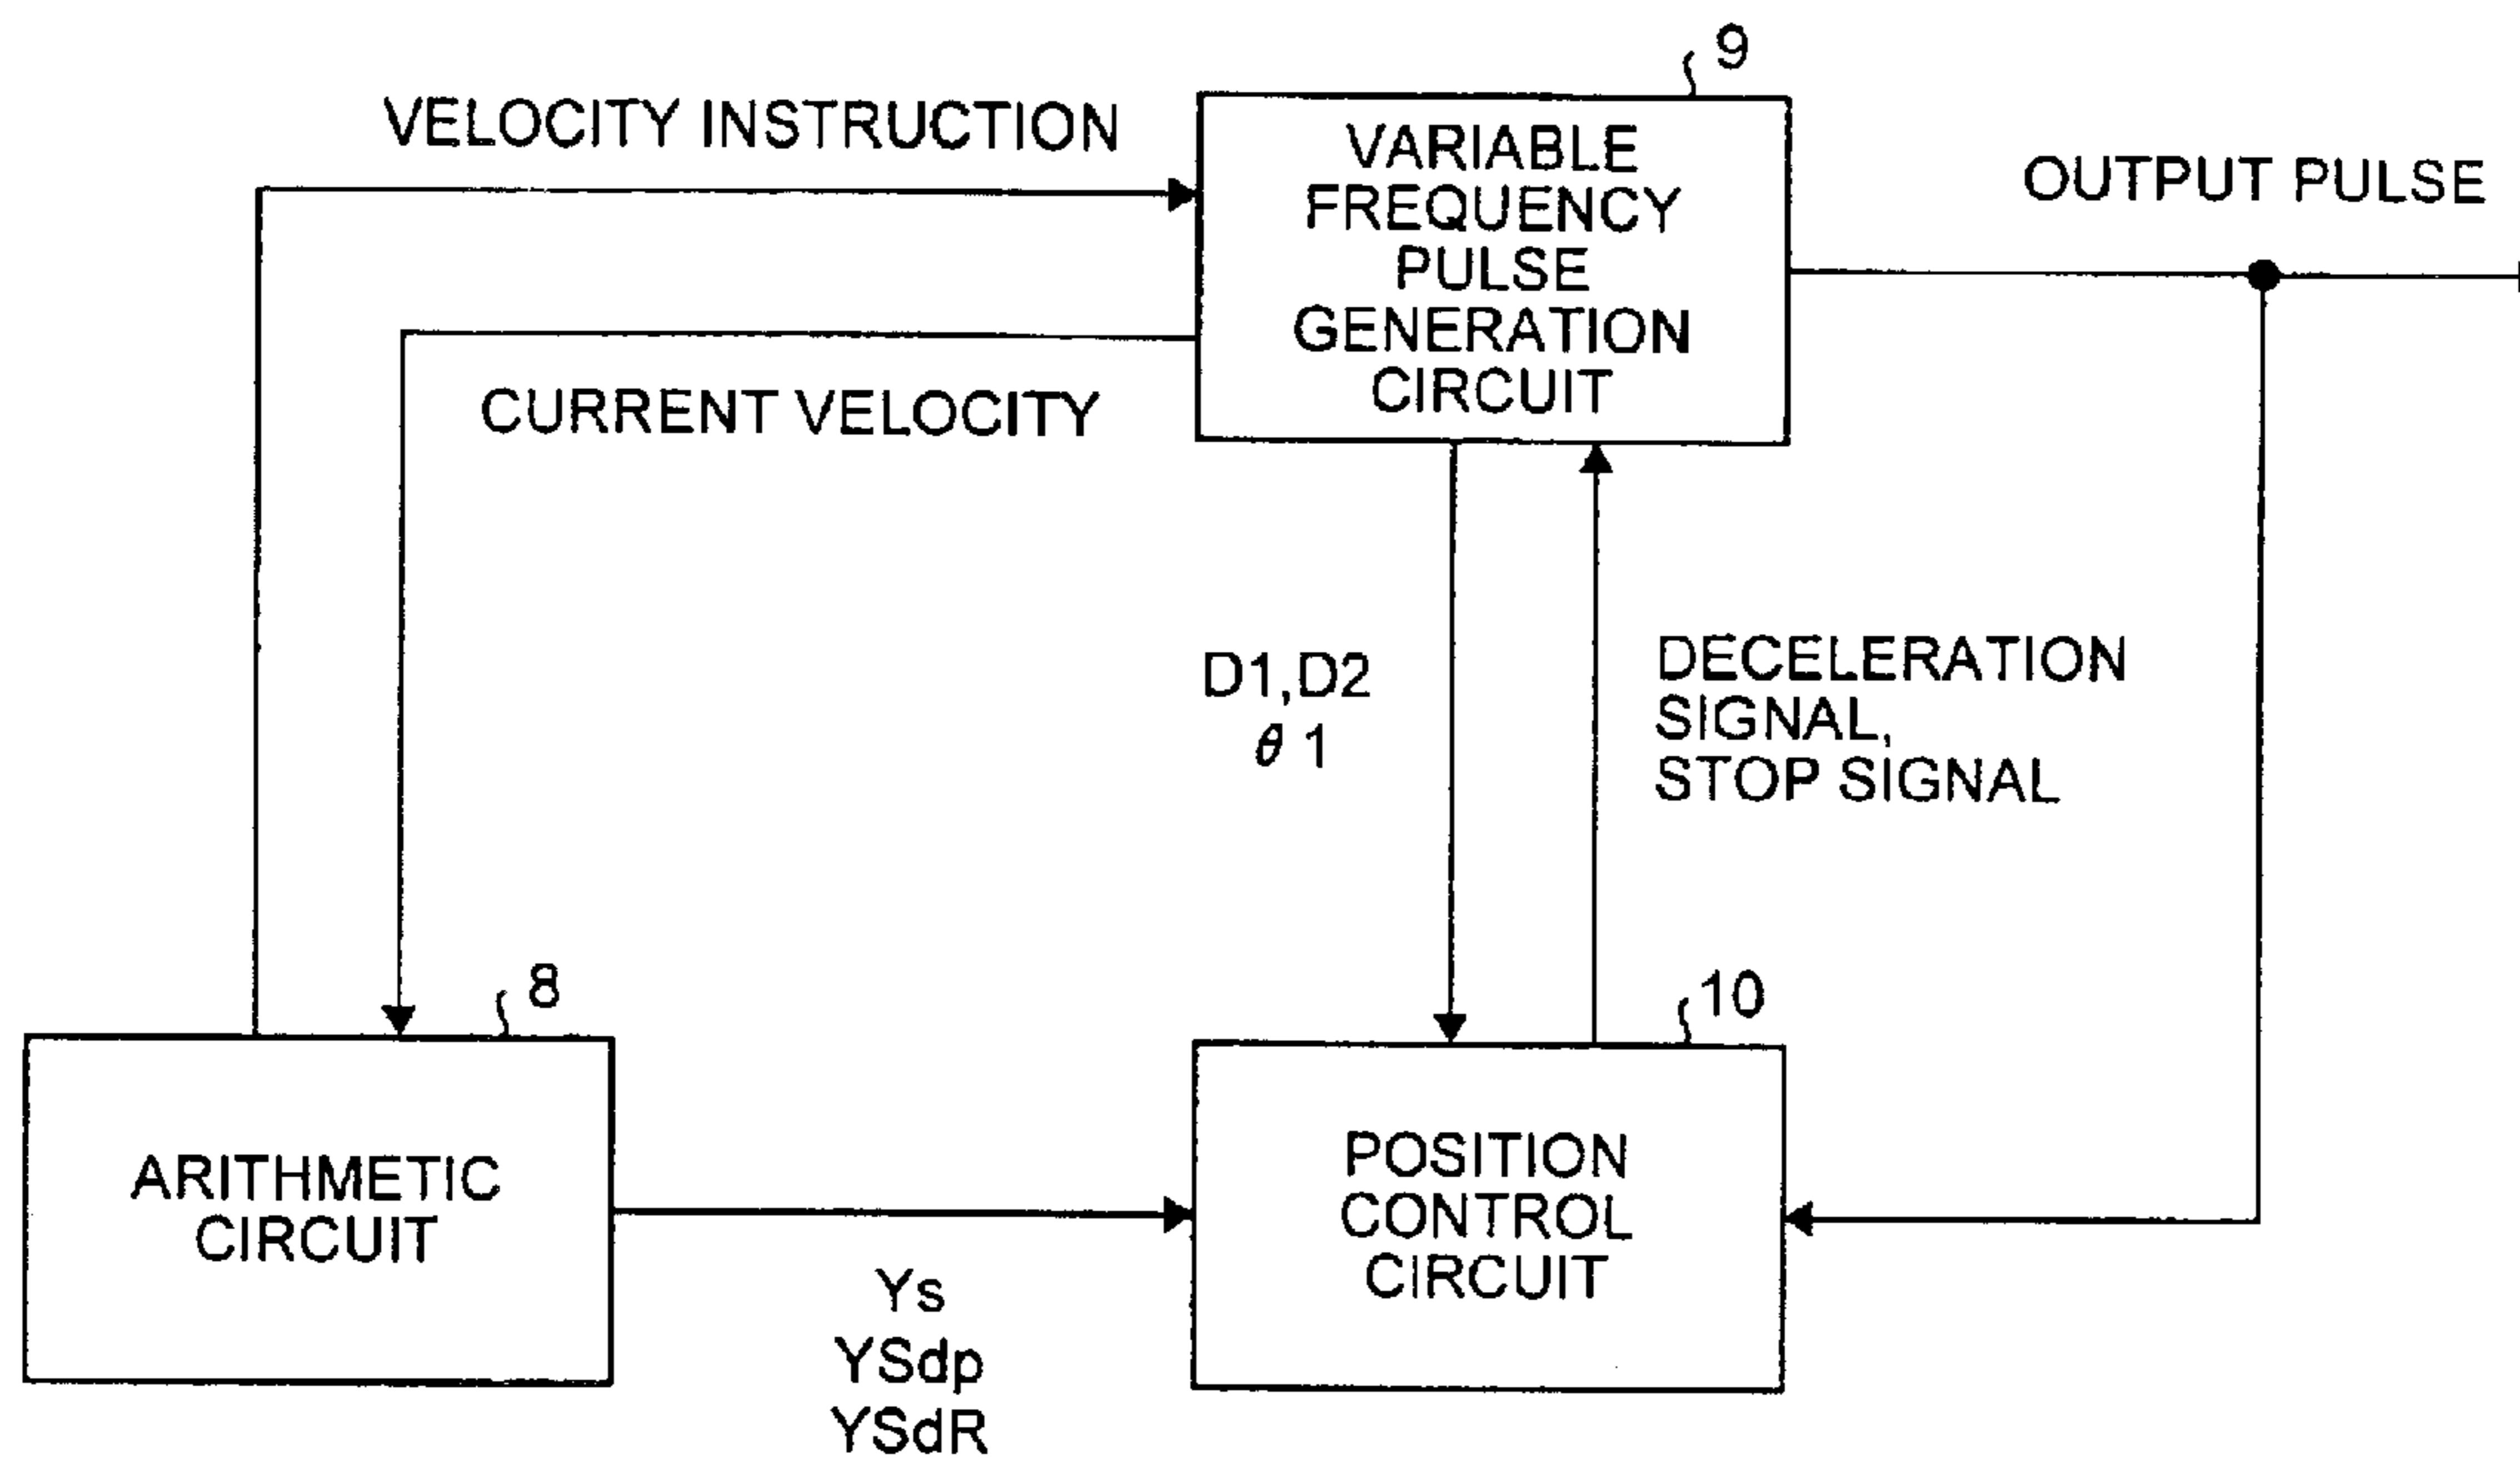 9
VELOCITY INSTRUCTION
VARIABLE
FREQUENCY
PULSE
GENERATION
CIRCUIT
OUTPUT PULSE
CURRENT VELOCITY
D1,D2
θ 1
DECELERATION
SIGNAL,
STOP SIGNAL
8
10
ARITHMETIC
CIRCUIT
POSITION
CONTROL
CIRCUIT
Ys
YSdp
YSdR